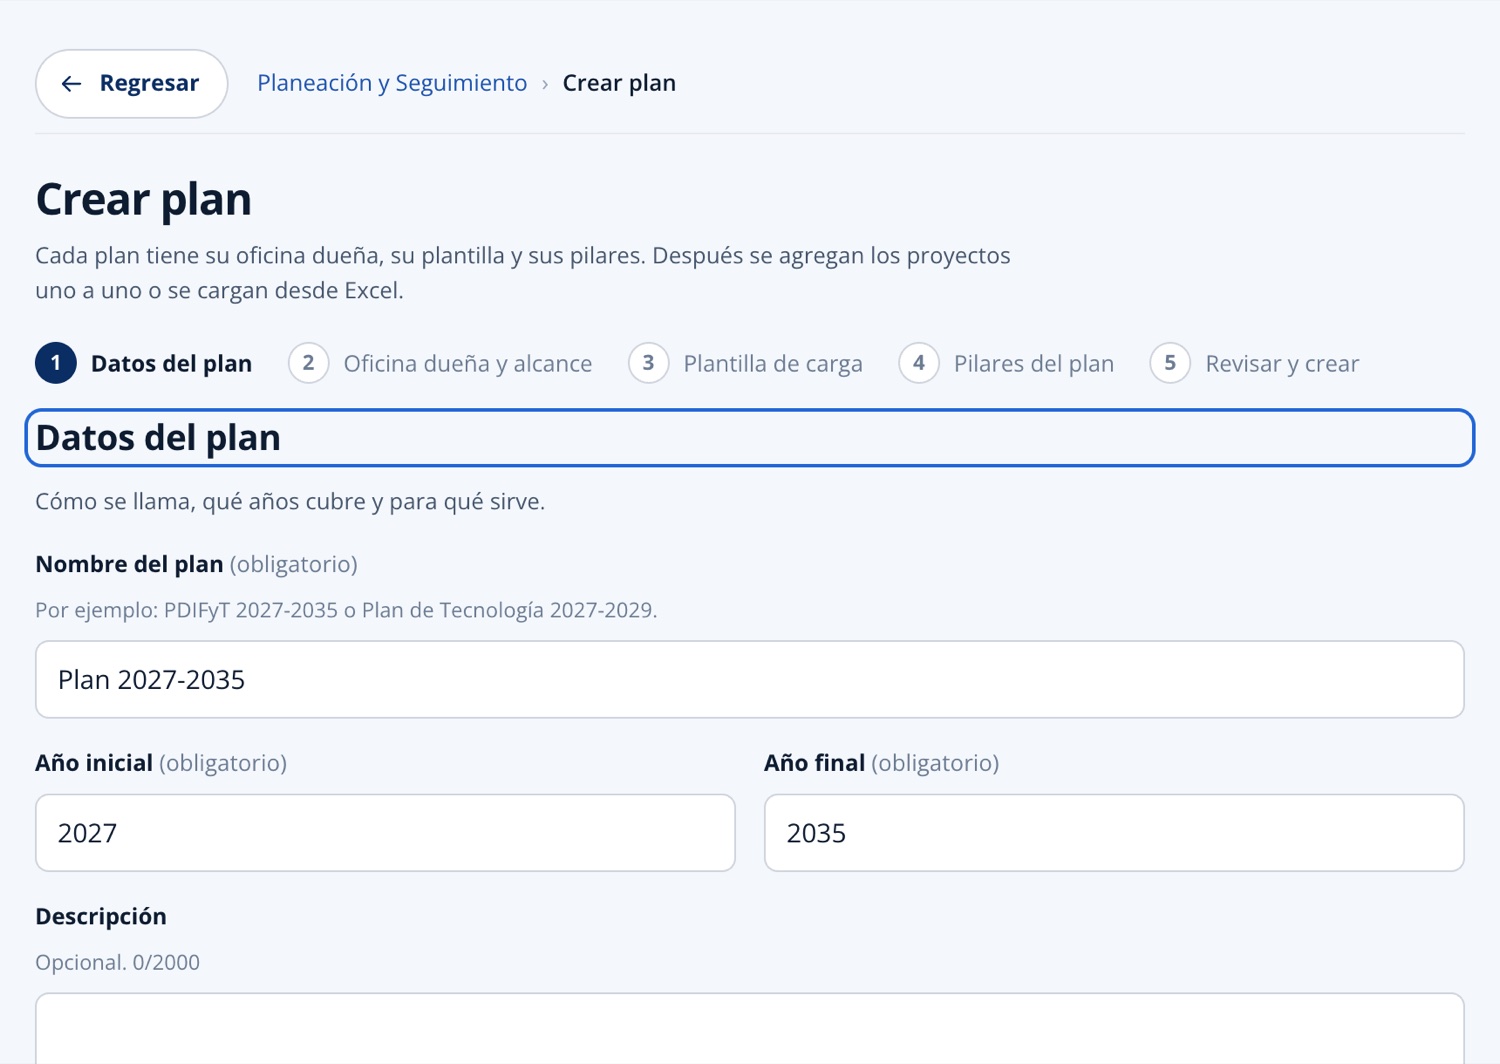 ← Regresar
Planeación y Seguimiento › Crear plan
Crear plan
Cada plan tiene su oficina dueña, su plantilla y sus pilares. Después se agregan los proyectos
uno a uno o se cargan desde Excel.
1 Datos del plan
2 Oficina dueña y alcance
3 Plantilla de carga
4 Pilares del plan
5 Revisar y crear
Datos del plan
Cómo se llama, qué años cubre y para qué sirve.
Nombre del plan (obligatorio)
Por ejemplo: PDIFyT 2027-2035 o Plan de Tecnología 2027-2029.
Plan 2027-2035
Año inicial (obligatorio)
2027
Año final (obligatorio)
2035
Descripción
Opcional. 0/2000